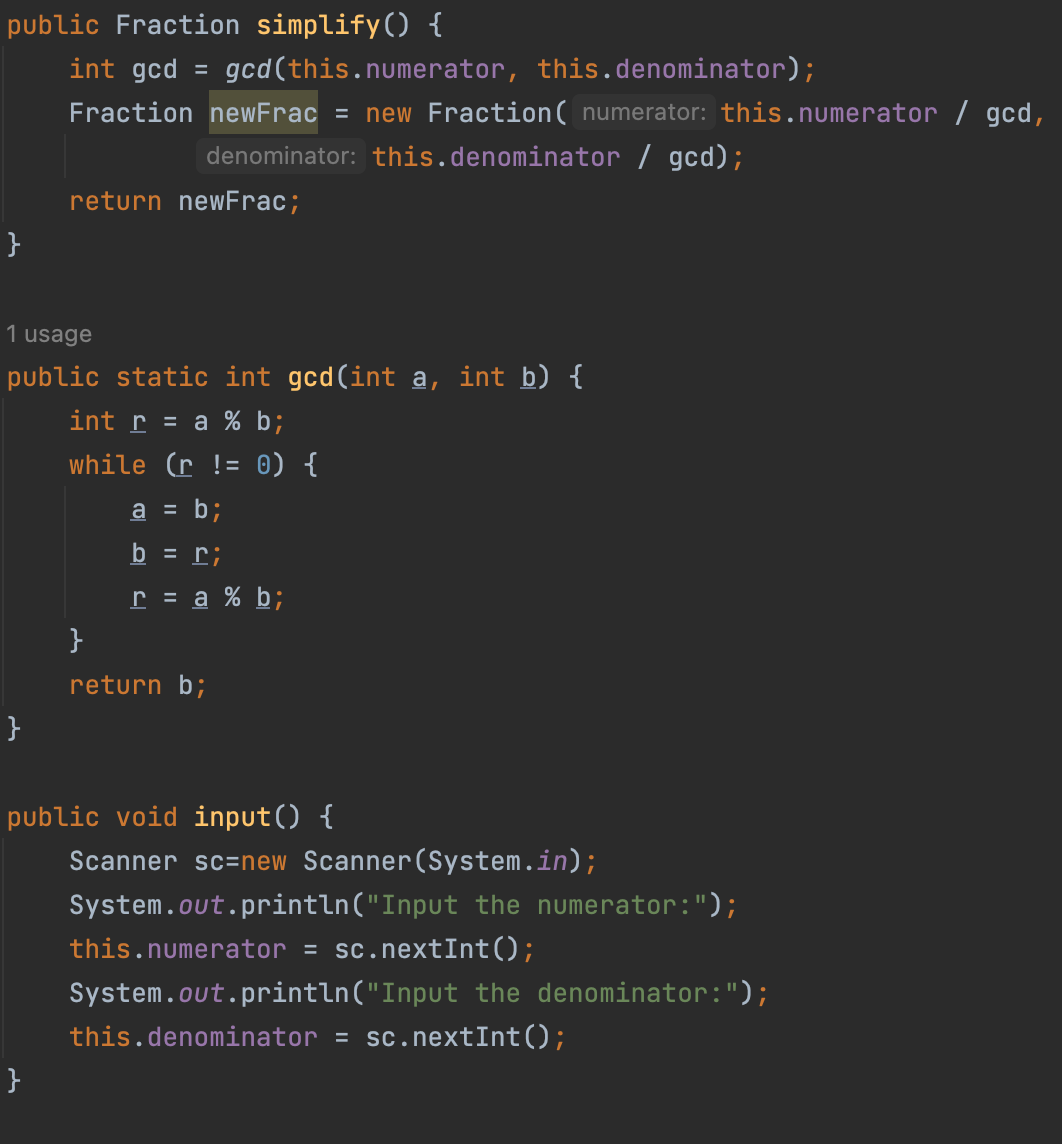 public Fraction simplify() {
int gcd = gcd(this.numerator, this.denominator);
Fraction newFrac = new Fraction( numerator: this.numerator / gcd,
denominator: this.denominator / gcd);
return newFrac;
}
1 usage
public static int gcd(int a, int b) {
int r = a % b;
while (r != 0) {
a = b;
b = r;
r = a % b;
}
return b;
}
public void input() {
Scanner sc=new Scanner(System.in);
System.out.println("Input the numerator:");
this.numerator = sc.nextInt();
System.out.println("Input the denominator:");
this.denominator = sc.nextInt();
}